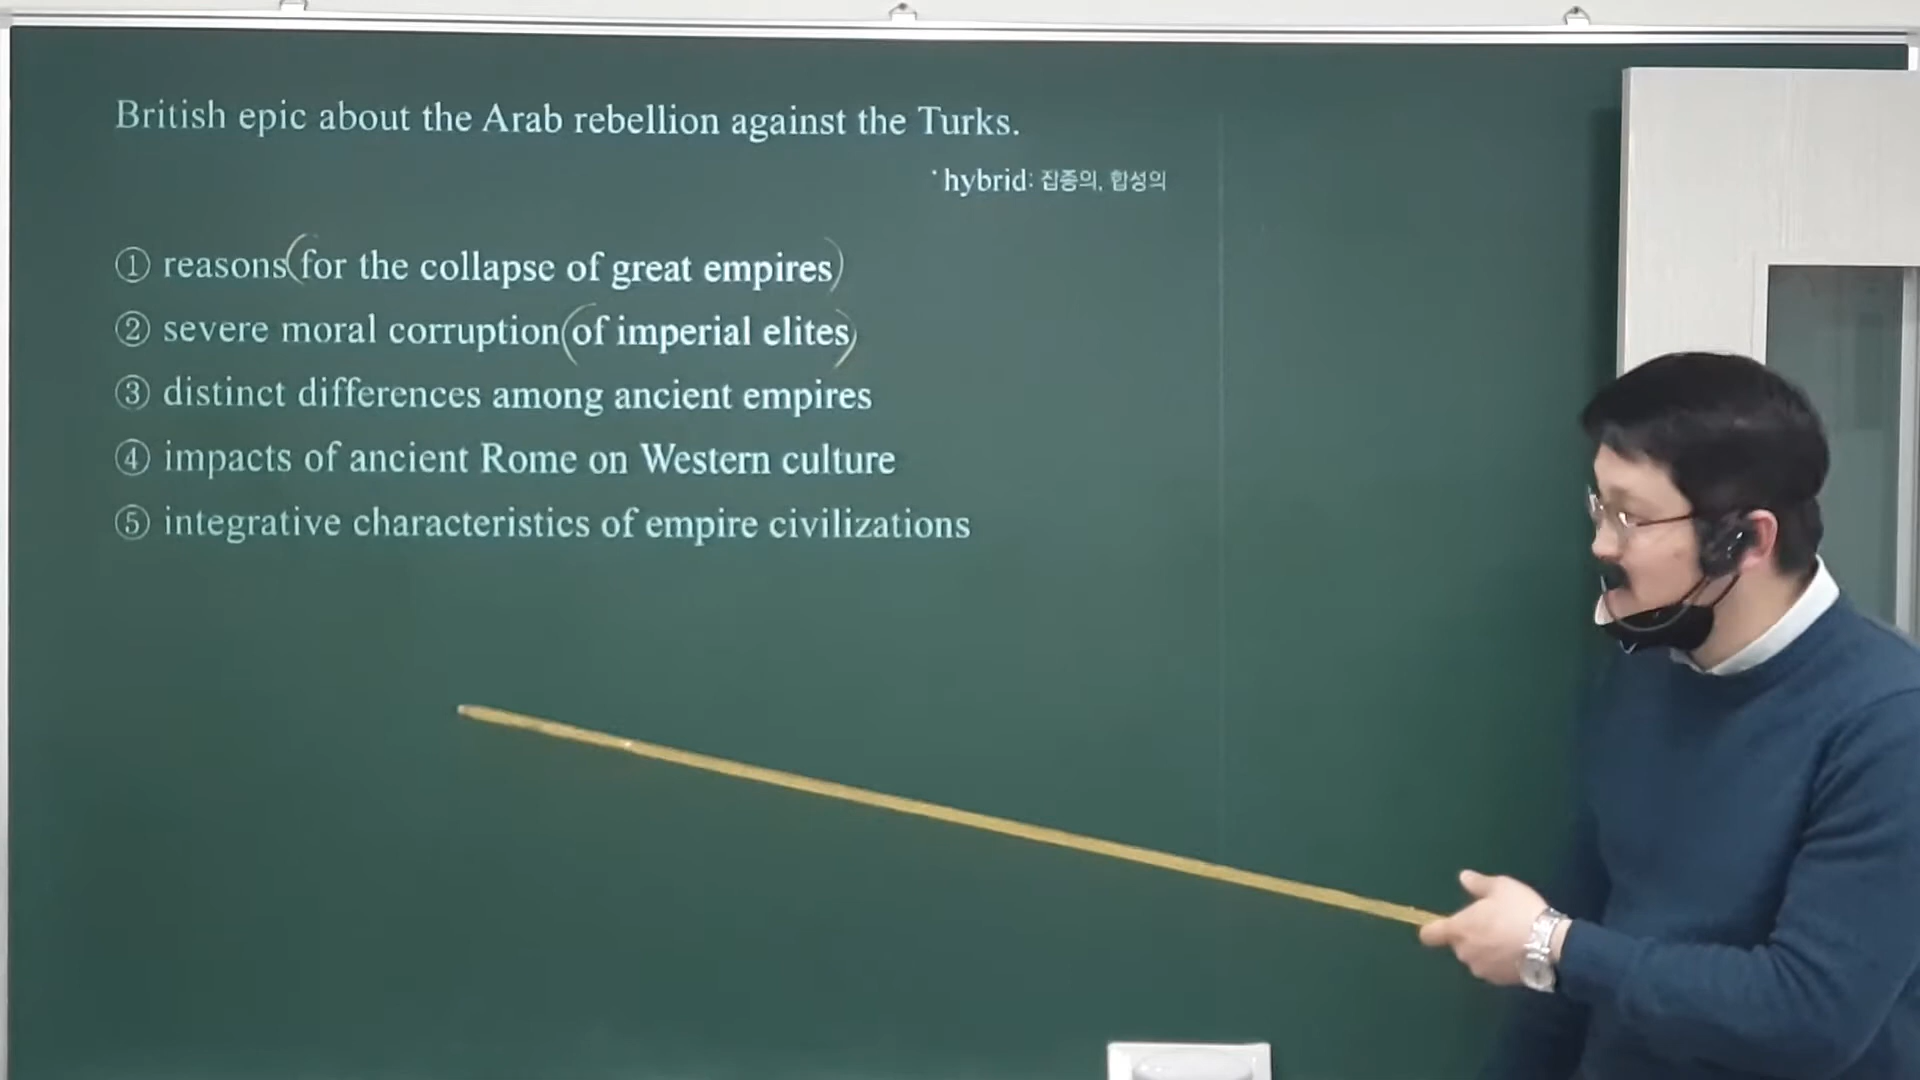 British epic about the Arab rebellion against the Turks.
* hybrid: 잡종의, 합성의
① reasons (for the collapse of great empires)
② severe moral corruption (of imperial elites)
③ distinct differences among ancient empires
④ impacts of ancient Rome on Western culture
⑤ integrative characteristics of empire civilizations